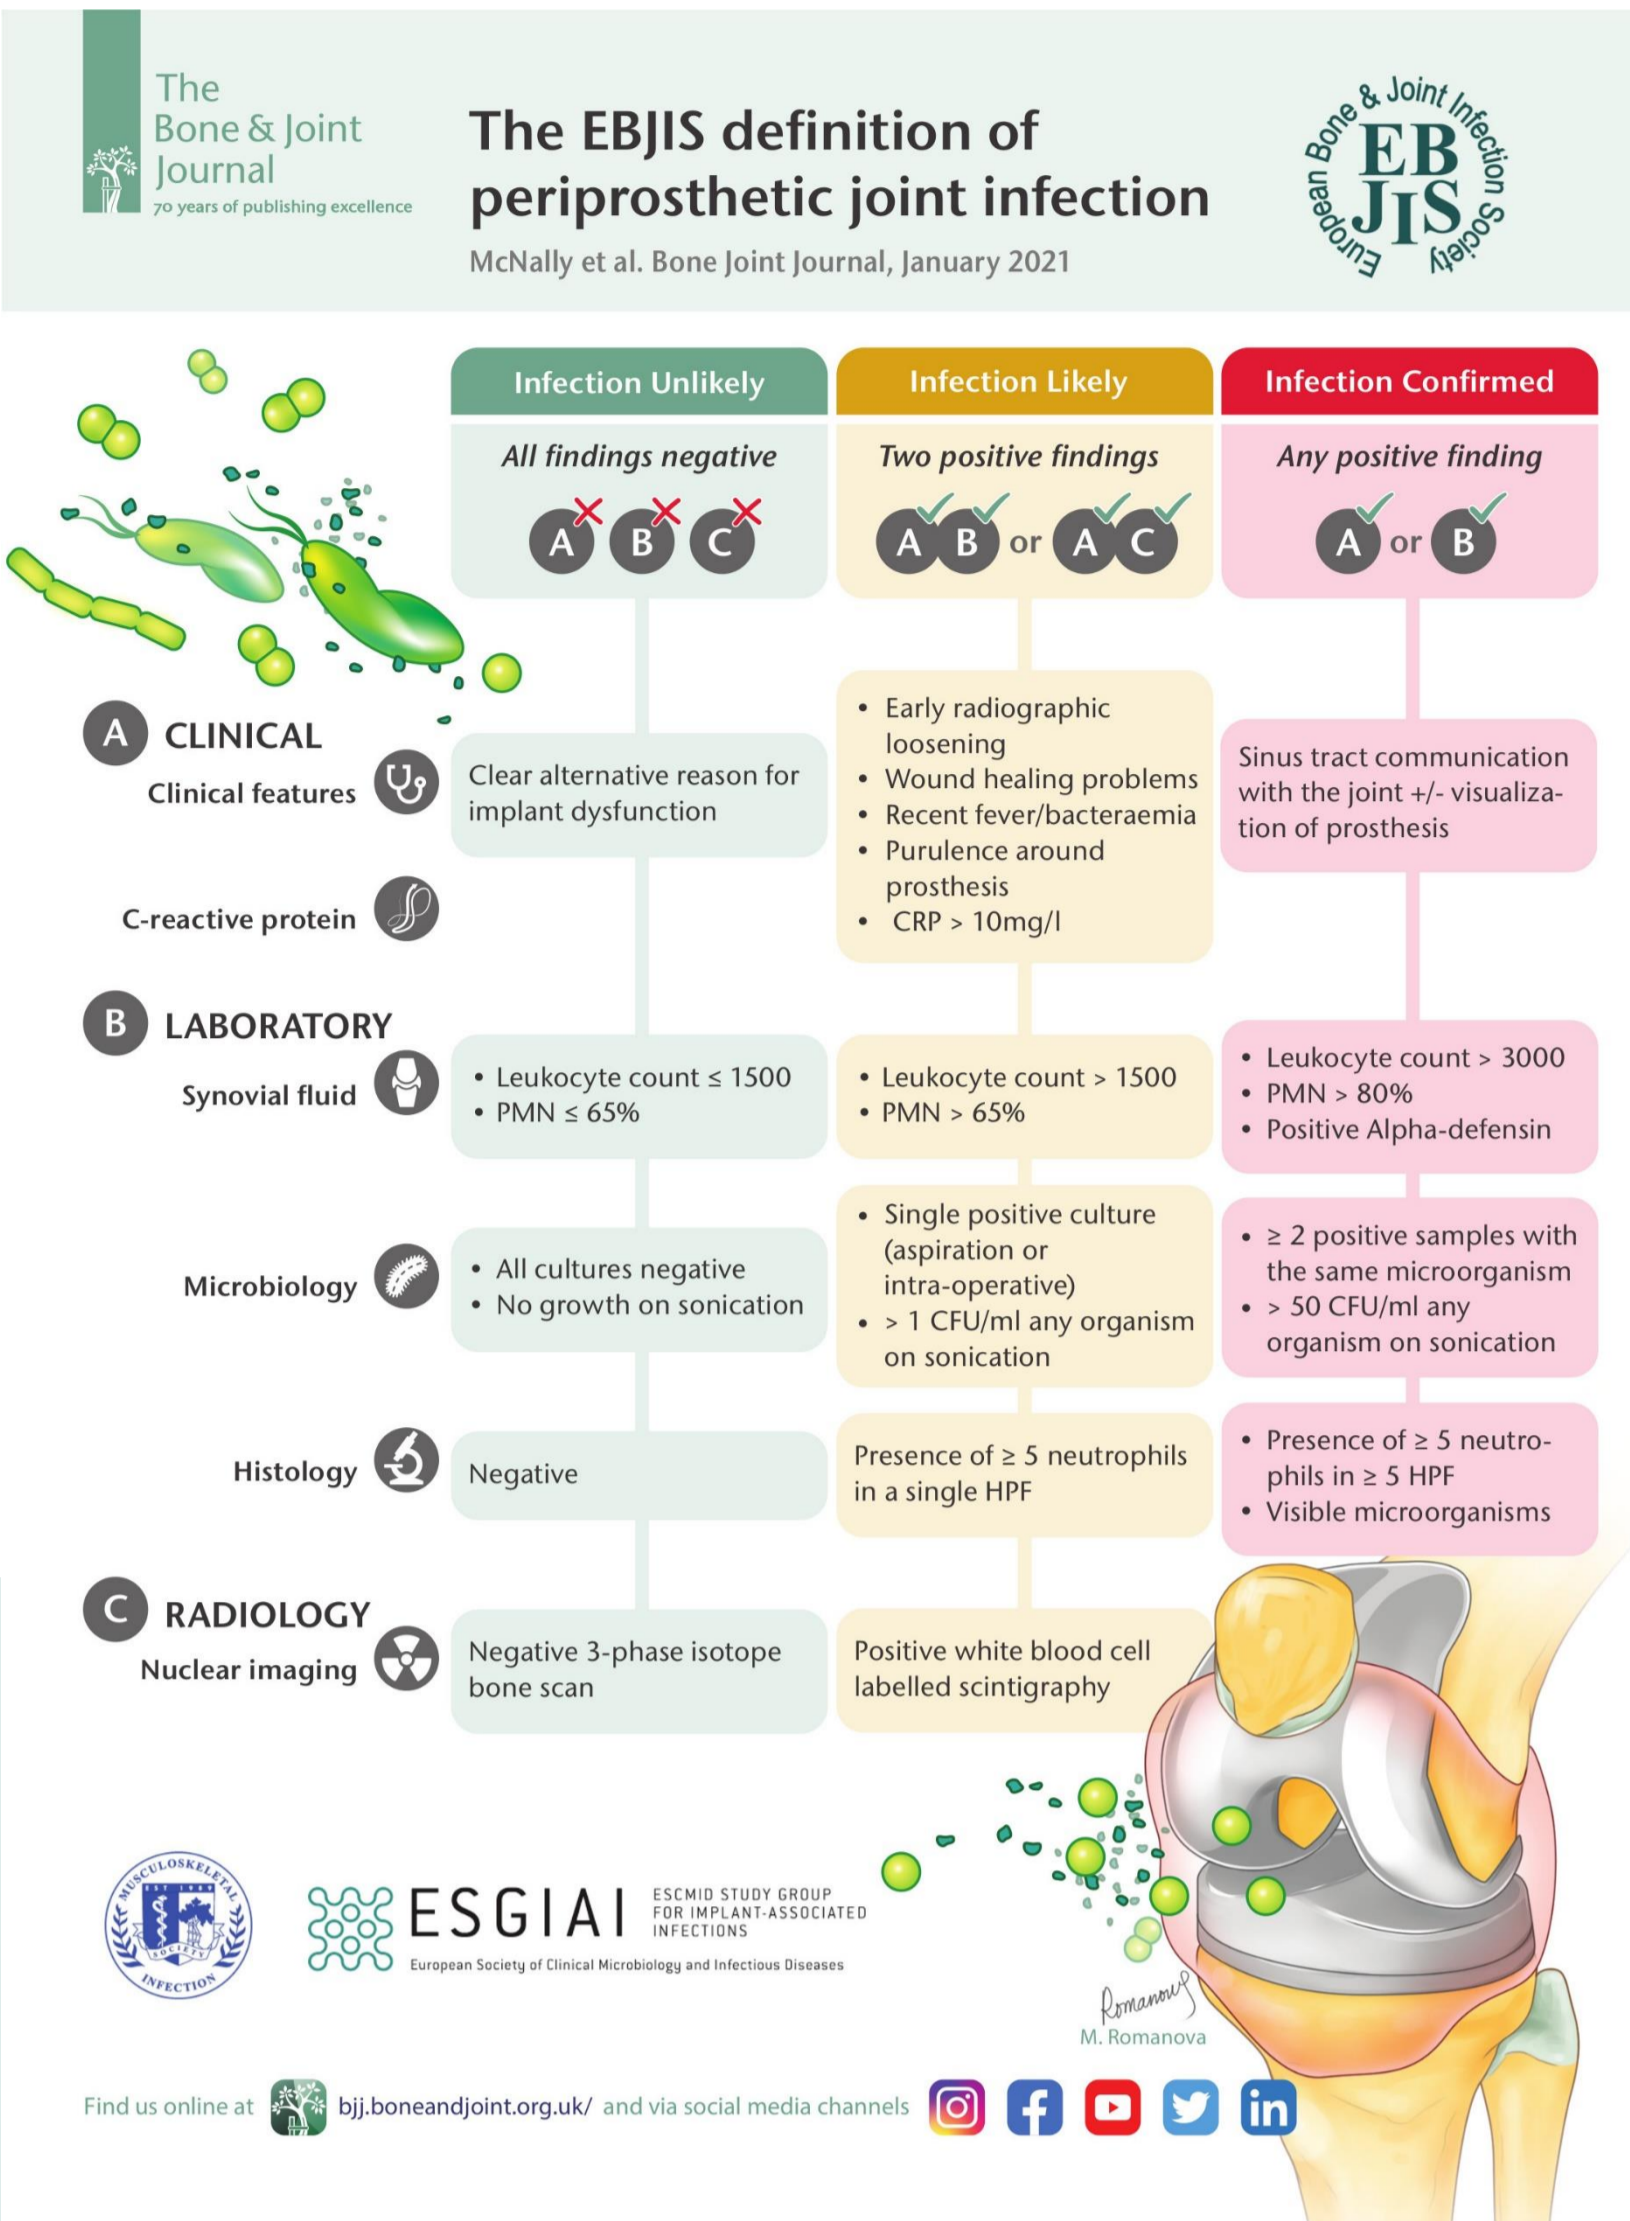 The
Bone & Joint
Journal
70 years of publishing excellence
The EBJIS definition of
periprosthetic joint infection
McNally et al. Bone Joint Journal, January 2021
European Bone & Joint Infection Society
EB
JIS
Infection Unlikely
Infection Likely
Infection Confirmed
All findings negative
Two positive findings
Any positive finding
A B C
A B or A C
A or B
A CLINICAL
Clinical features
Clear alternative reason for
implant dysfunction
• Early radiographic
loosening
• Wound healing problems
• Recent fever/bacteraemia
• Purulence around
prosthesis
• CRP > 10mg/l
Sinus tract communication
with the joint +/- visualiza-
tion of prosthesis
C-reactive protein
B LABORATORY
Synovial fluid
• Leukocyte count ≤ 1500
• PMN ≤ 65%
• Leukocyte count > 1500
• PMN > 65%
• Leukocyte count > 3000
• PMN > 80%
• Positive Alpha-defensin
Microbiology
• All cultures negative
• No growth on sonication
• Single positive culture
(aspiration or
intra-operative)
• > 1 CFU/ml any organism
on sonication
• ≥ 2 positive samples with
the same microorganism
• > 50 CFU/ml any
organism on sonication
Histology
Negative
Presence of ≥ 5 neutrophils
in a single HPF
• Presence of ≥ 5 neutro-
phils in ≥ 5 HPF
• Visible microorganisms
C RADIOLOGY
Nuclear imaging
Negative 3-phase isotope
bone scan
Positive white blood cell
labelled scintigraphy
MUSCULOSKELETAL
EST 1989
SOCIETY
INFECTION
ESGIAI
ESCMID STUDY GROUP
FOR IMPLANT-ASSOCIATED
INFECTIONS
European Society of Clinical Microbiology and Infectious Diseases
Romanova
M. Romanova
Find us online at bjj.boneandjoint.org.uk/ and via social media channels
f
in